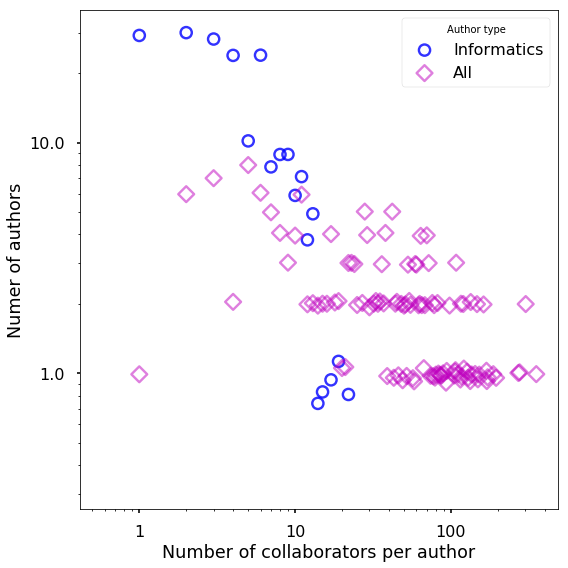 Author type
Informatics
All
10.0
1.0
Numer of authors
1
10
100
Number of collaborators per author